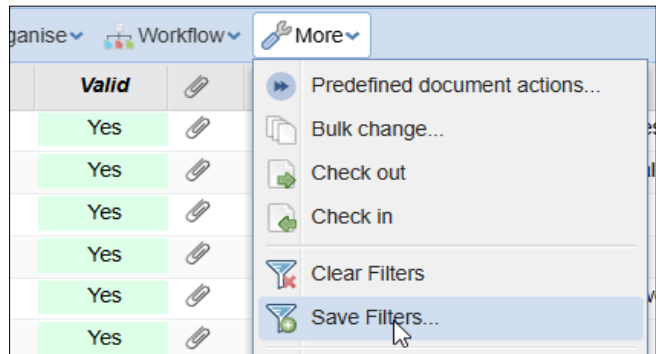 ganise Workflow More
Valid
Predefined document actions...
Yes
Bulk change...
Yes
Check out
Yes
Check in
Yes
Clear Filters
Yes
Save Filters...
Yes